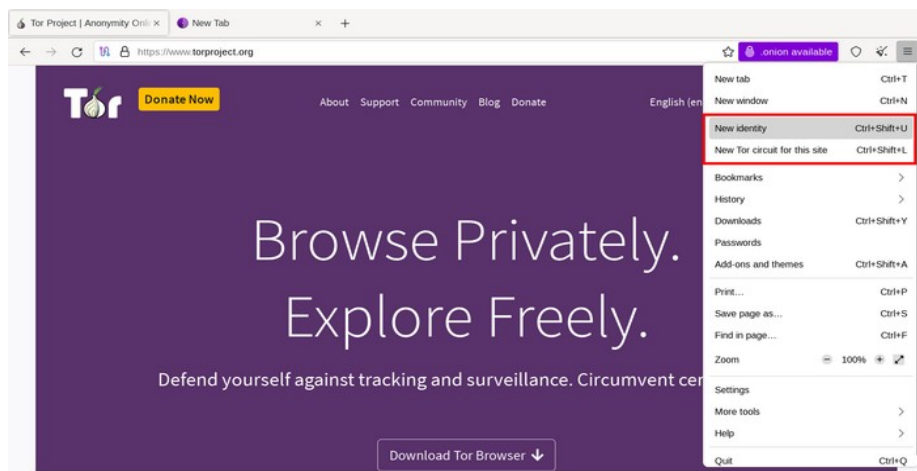 Tor Project | Anonymity Onli
New Tab
https://www.torproject.org
.onion available
Tor
Donate Now
About Support Community Blog Donate
English (en
Browse Privately.
Explore Freely.
Defend yourself against tracking and surveillance. Circumvent cen
Download Tor Browser
New tab Ctrl+T
New window Ctrl+N
New identity Ctrl+Shift+U
New Tor circuit for this site Ctrl+Shift+L
Bookmarks
History
Downloads Ctrl+Shift+Y
Passwords
Add-ons and themes Ctrl+Shift+A
Print… Ctrl+P
Save page as… Ctrl+S
Find in page… Ctrl+F
Zoom 100%
Settings
More tools
Help
Quit Ctrl+Q